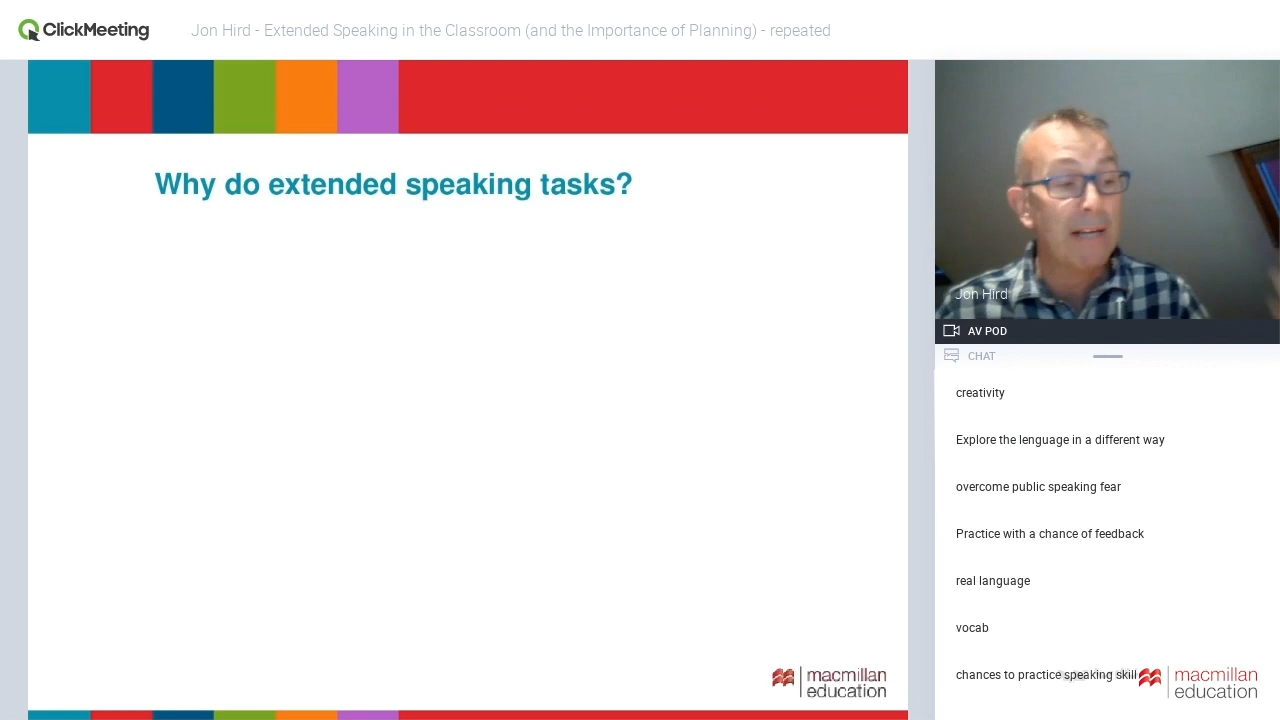 ClickMeeting
Jon Hird - Extended Speaking in the Classroom (and the Importance of Planning) - repeated
Why do extended speaking tasks?
macmillan
education
Jon Hird
AV POD
CHAT
creativity
Explore the lenguage in a different way
overcome public speaking fear
Practice with a chance of feedback
real language
vocab
chances to practice speaking skill
macmillan
education